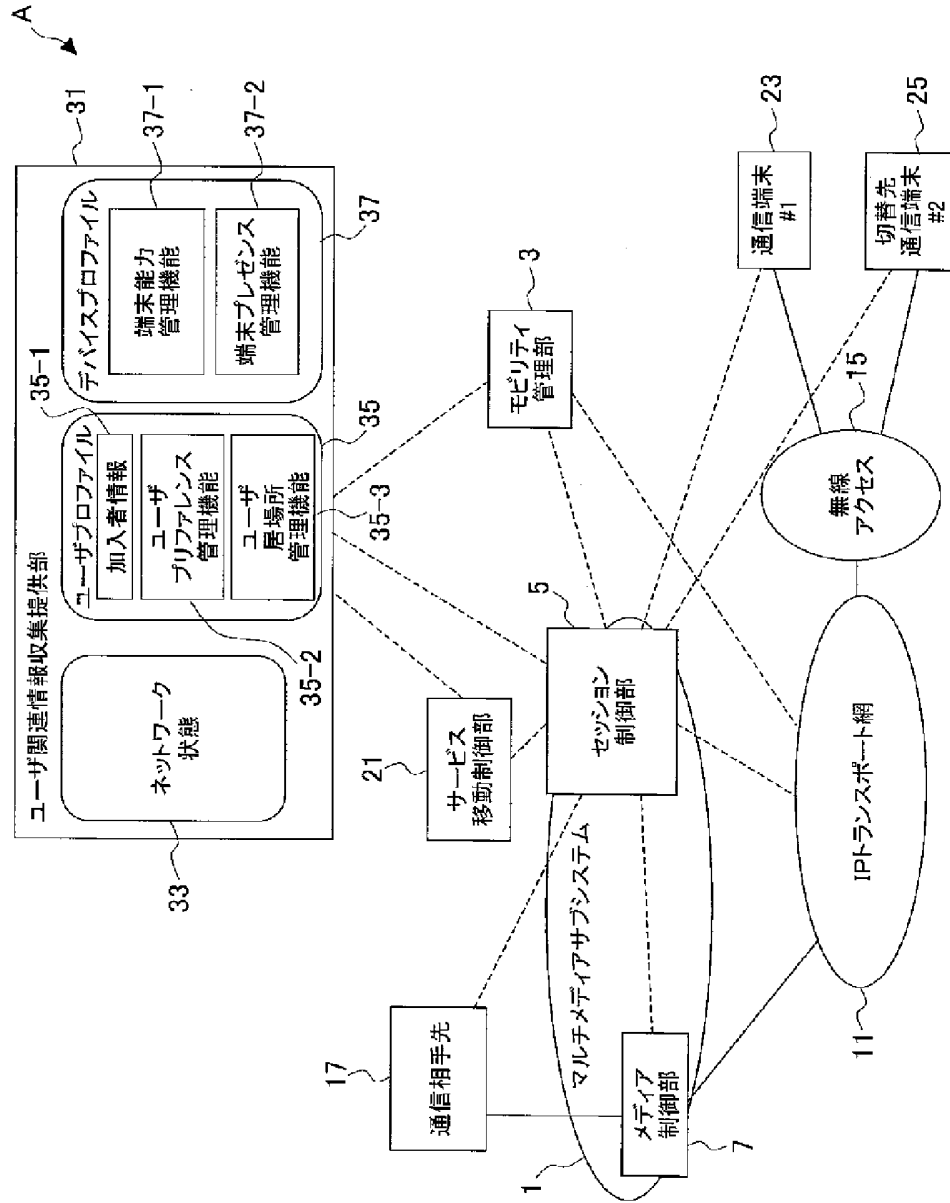 A
ユーザ関連情報収集提供部
31
ネットワーク
状態
33
ユーザプロファイル
35-1
加入者情報
ユーザ
プリファレンス
管理機能
35-2
ユーザ
居場所
管理機能
35-3
35
デバイスプロファイル
端末能力
管理機能
37-1
端末プレゼンス
管理機能
37-2
37
サービス
移動制御部
21
モビリティ
管理部
3
通信相手先
17
マルチメディアサブシステム
1
セッション
制御部
5
メディア
制御部
7
通信端末
#1
23
切替先
通信端末
#2
25
無線
アクセス
15
IPトランスポート網
11